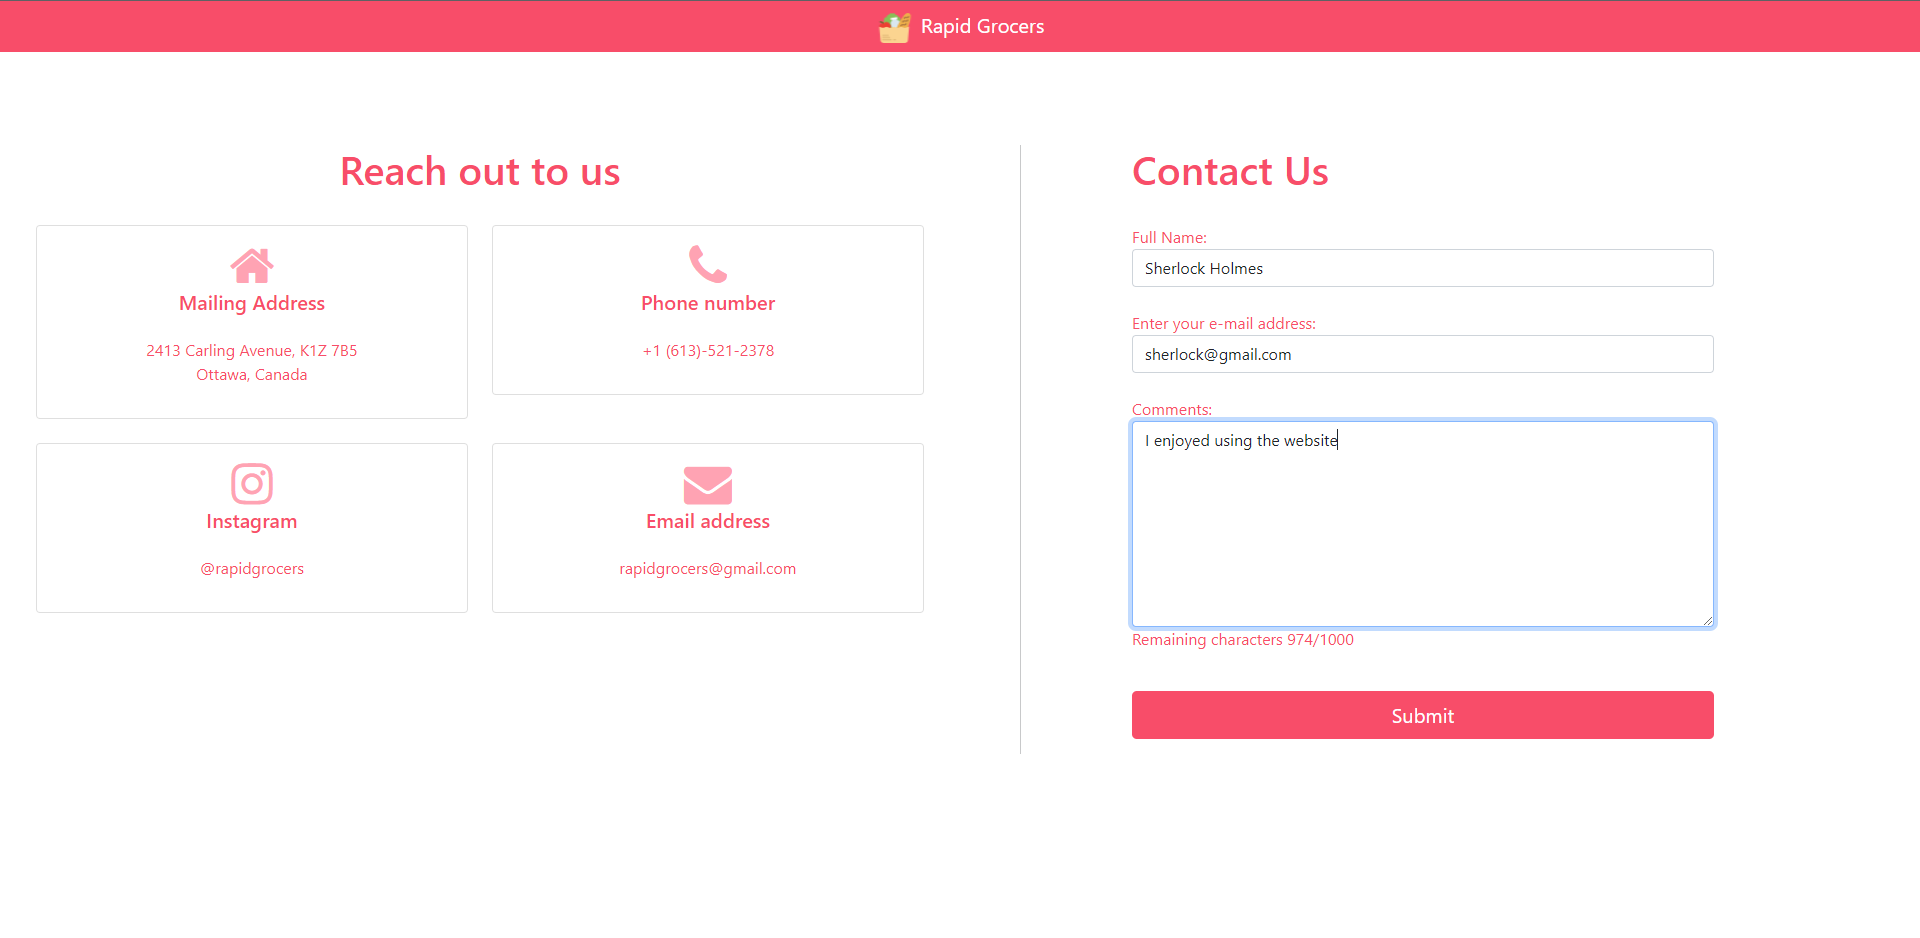 Rapid Grocers
Reach out to us
Mailing Address
2413 Carling Avenue, K1Z 7B5
Ottawa, Canada
Phone number
+1 (613)-521-2378
Instagram
@rapidgrocers
Email address
rapidgrocers@gmail.com
Contact Us
Full Name:
Sherlock Holmes
Enter your e-mail address:
sherlock@gmail.com
Comments:
I enjoyed using the website
Remaining characters 974/1000
Submit